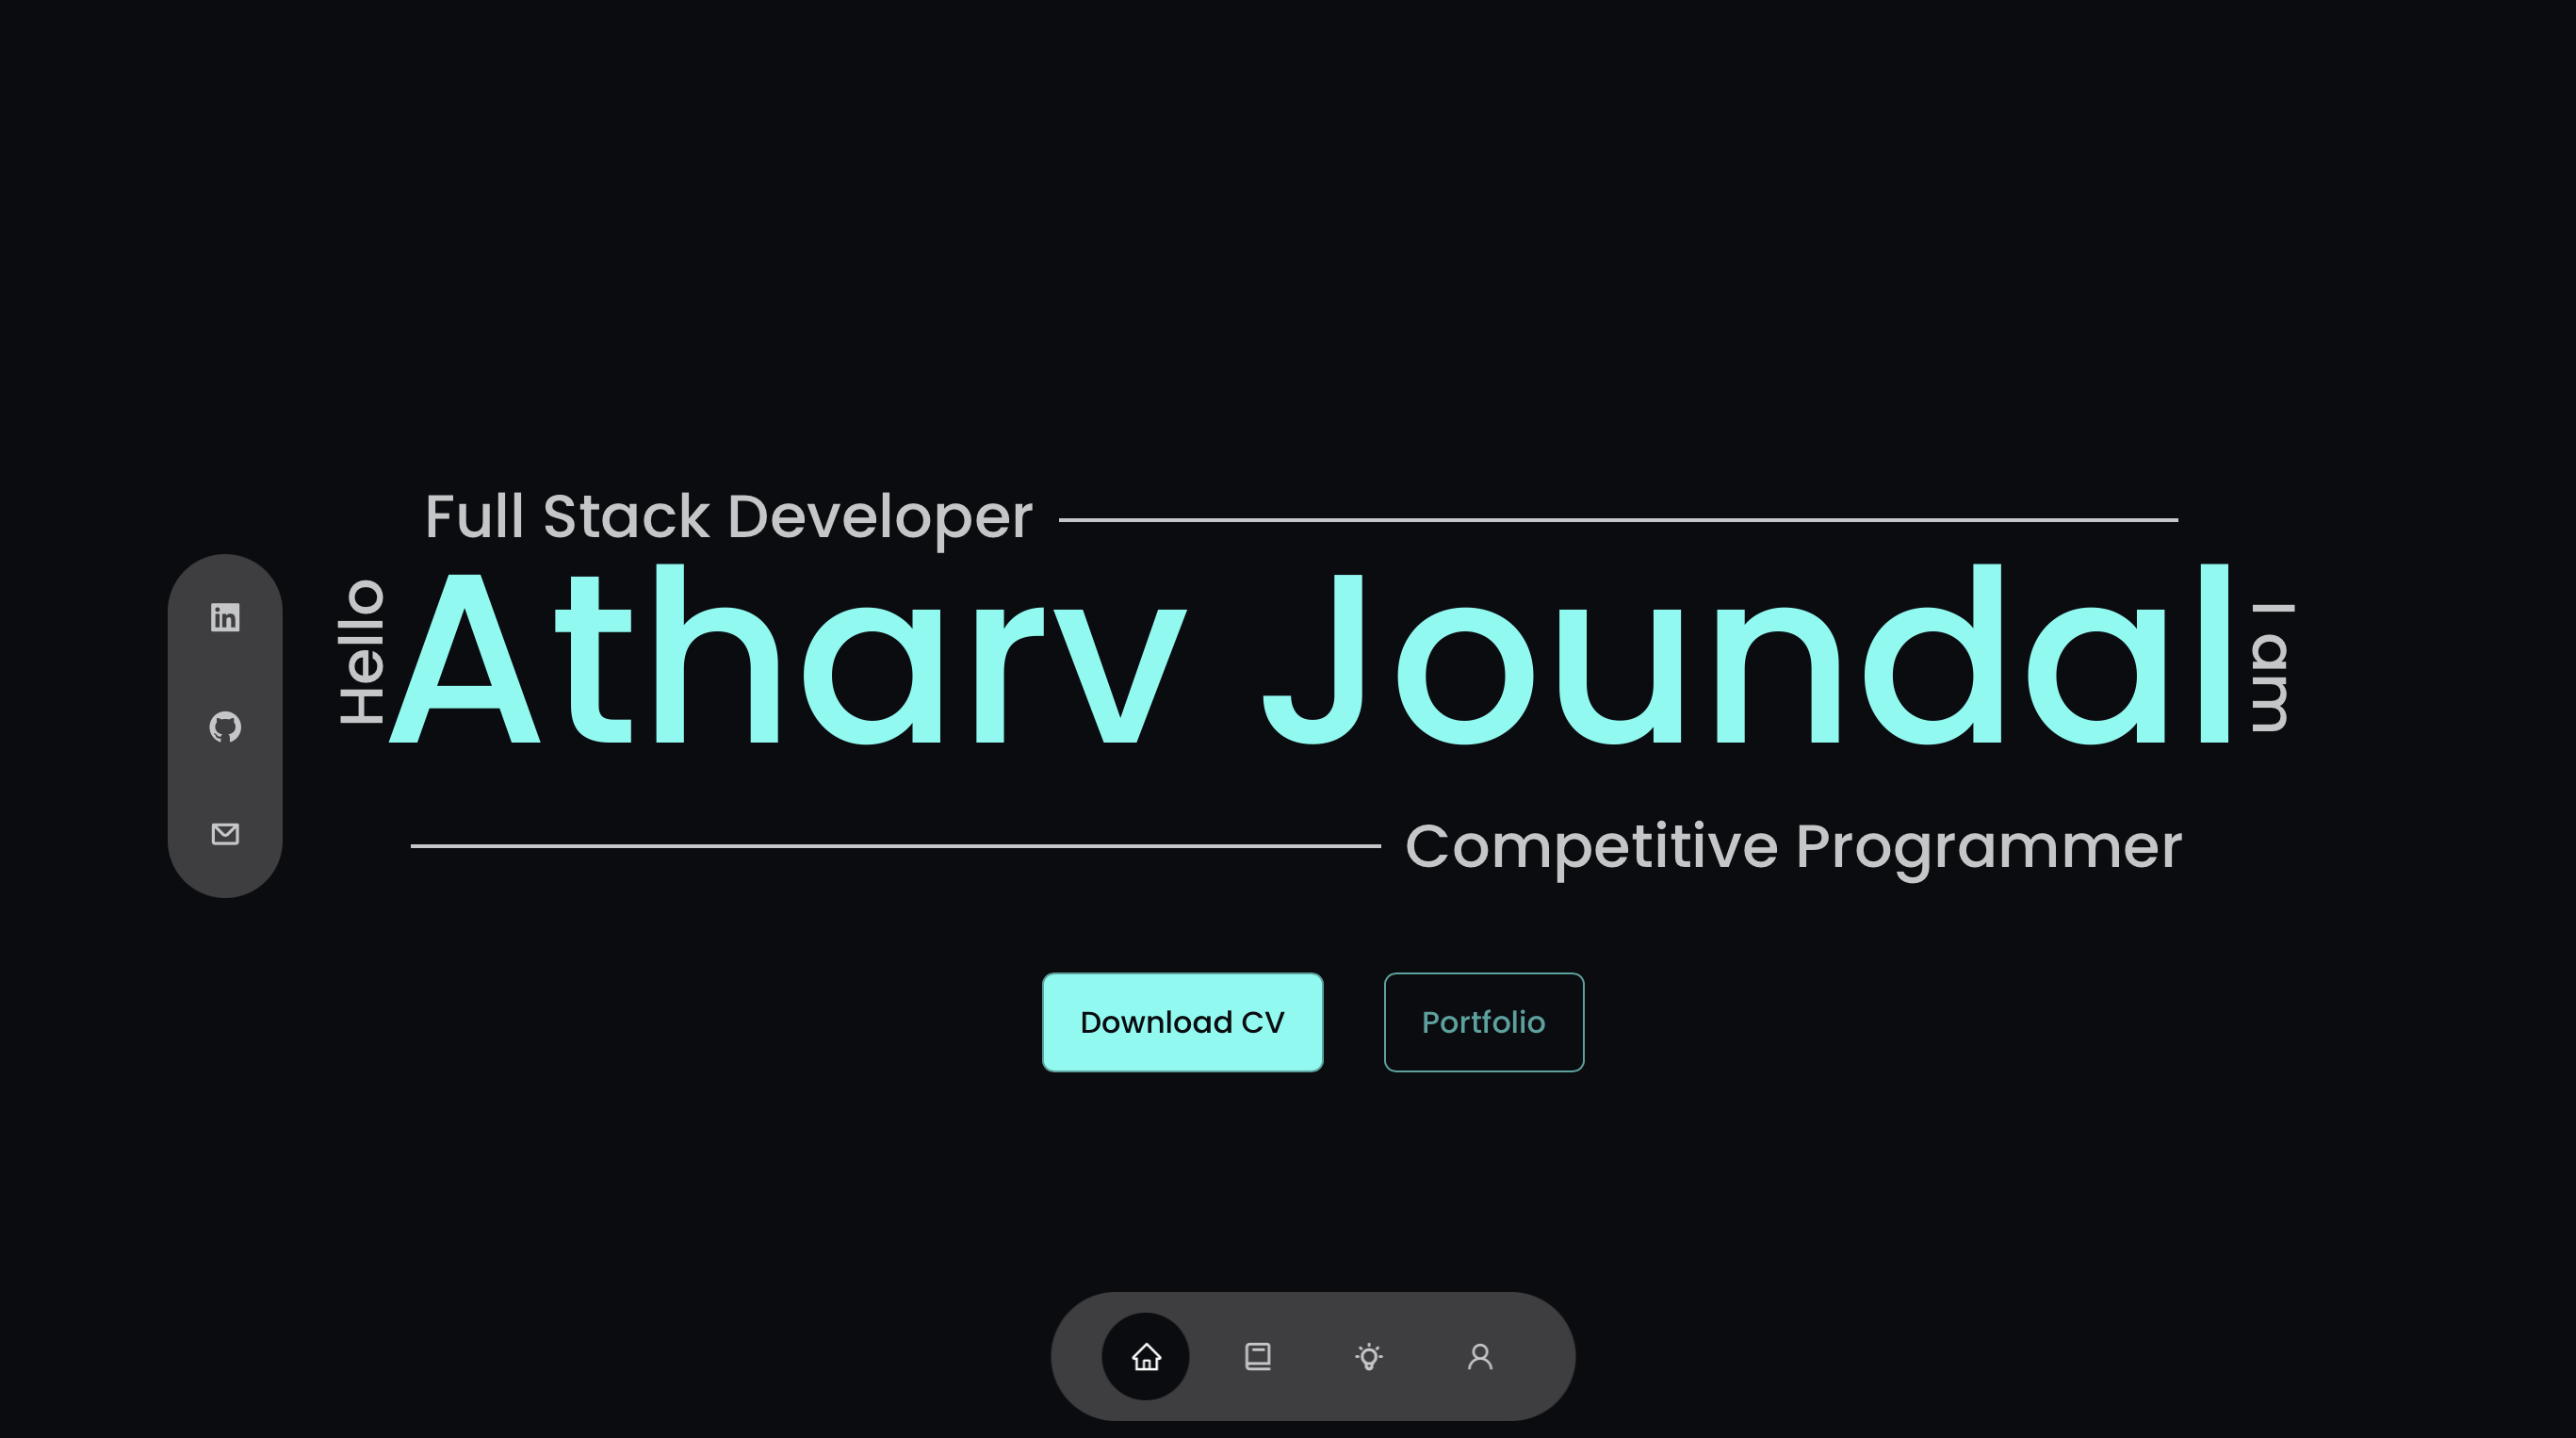 Full Stack Developer
Hello
Atharv Joundal
I am
Competitive Programmer
Download CV
Portfolio